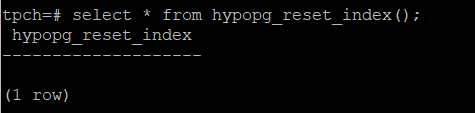 tpch=# select * from hypopg_reset_index();
 hypopg_reset_index
--------------------
(1 row)